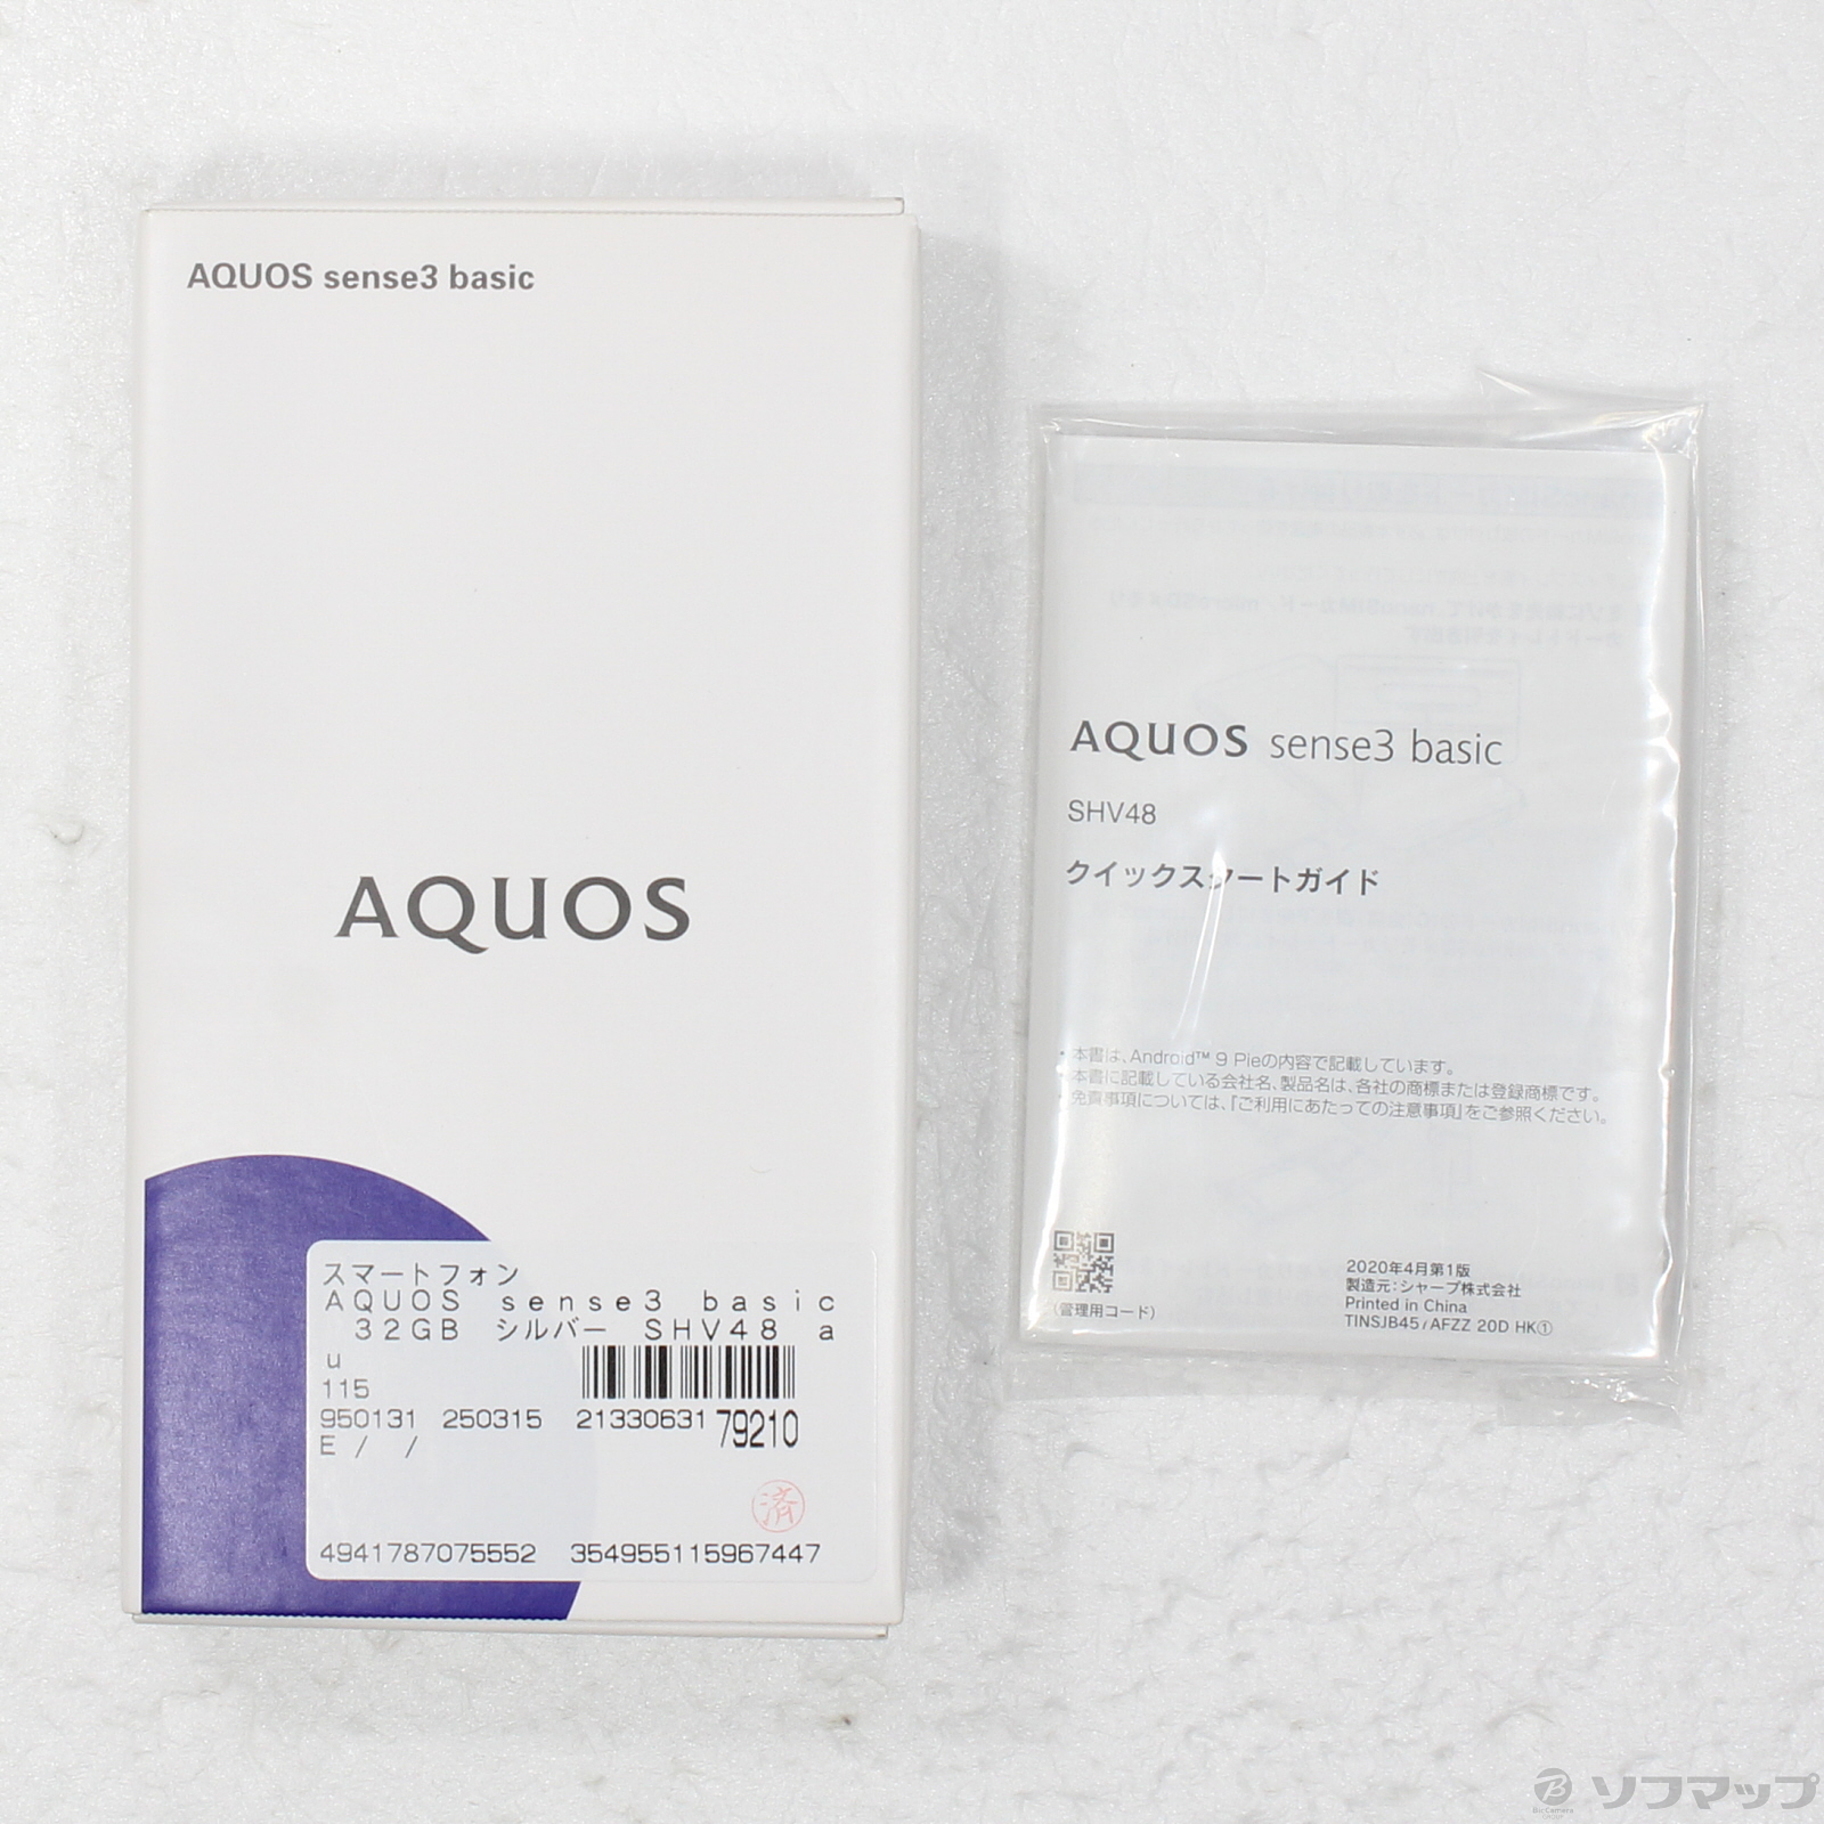 AQUOS sense3 basic
AQUOS
スマートフォン
AQUOS sense3 basic
32GB シルバー SHV48 a
u
115
950131 250315 2133063179210
E / /
済
4941787075552 354955115967447
AQUOS sense3 basic
SHV48
クイックスタートガイド
・本書は、Android™ 9 Pieの内容で記載しています。
・本書に記載している会社名、製品名は、各社の商標または登録商標です。
・免責事項については、「ご利用にあたっての注意事項」をご参照ください。
(管理用コード)
2020年4月第1版
製造元:シャープ株式会社
Printed in China
TINSJB45/AFZZ 20D HK①
BicCamera
GROUP
ソフマップ